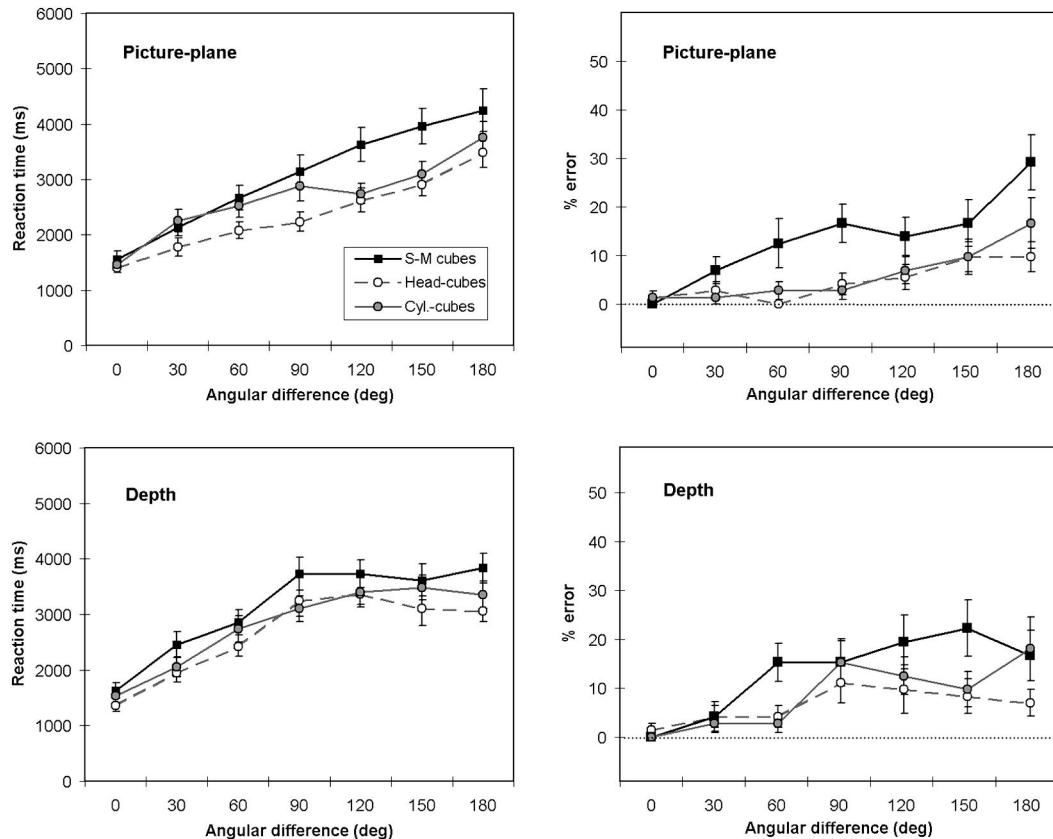 Picture-plane
Reaction time (ms)
6000
5000
4000
3000
2000
1000
0
S-M cubes
Head-cubes
Cyl.-cubes
0 30 60 90 120 150 180
Angular difference (deg)
Picture-plane
% error
50
40
30
20
10
0
0 30 60 90 120 150 180
Angular difference (deg)
Depth
Reaction time (ms)
6000
5000
4000
3000
2000
1000
0
0 30 60 90 120 150 180
Angular difference (deg)
Depth
% error
50
40
30
20
10
0
0 30 60 90 120 150 180
Angular difference (deg)